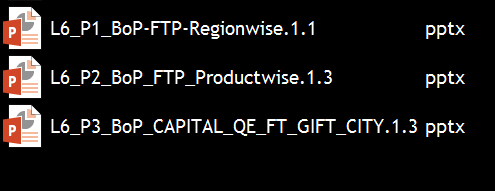 L6_P1_BoP-FTP-Regionwise.1.1 pptx
L6_P2_BoP_FTP_Productwise.1.3 pptx
L6_P3_BoP_CAPITAL_QE_FT_GIFT_CITY.1.3 pptx